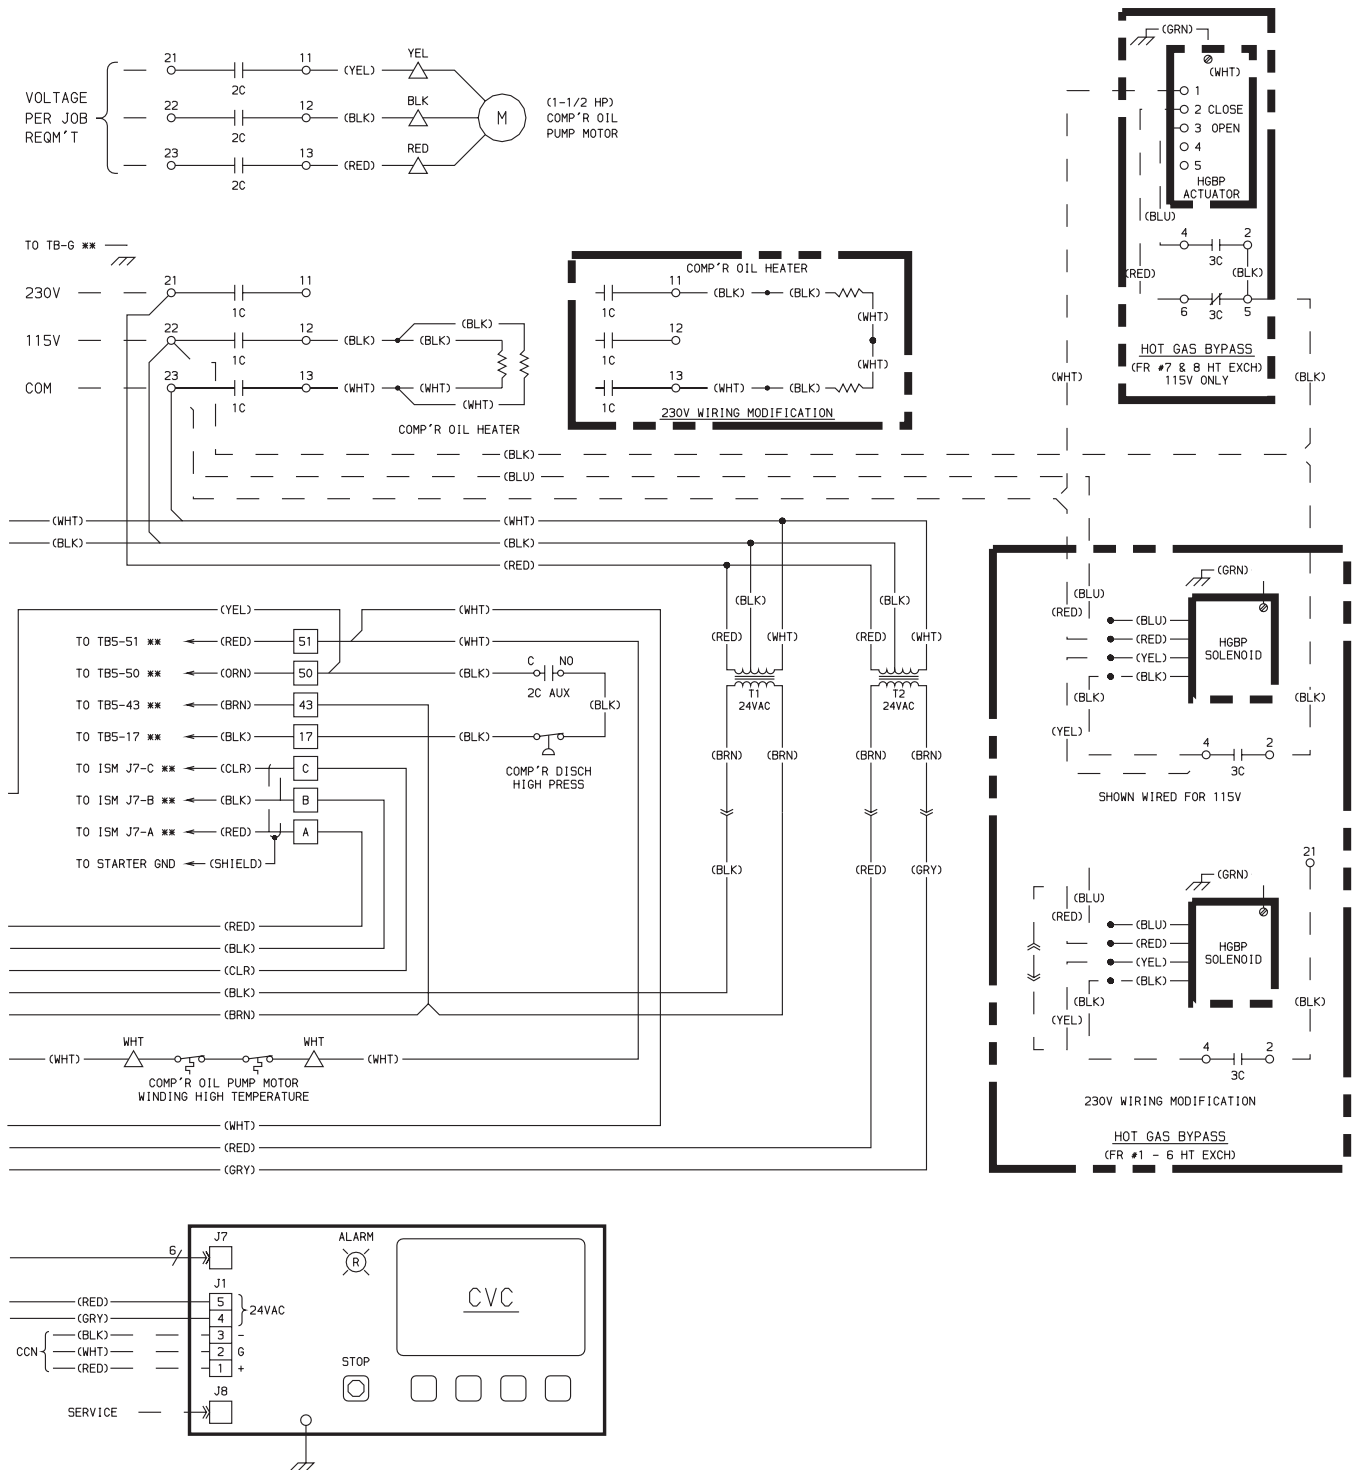 21 11 YEL
(YEL)
2C
VOLTAGE
PER JOB
REQM'T
22 12 BLK
(BLK)
2C
M
(1-1/2 HP)
COMP'R OIL
PUMP MOTOR
23 13 RED
(RED)
2C
(GRN)
(WHT)
1
2 CLOSE
3 OPEN
4
5
HGBP
ACTUATOR
(BLU)
4 2
3C
(RED) (BLK)
6 3C 5
HOT GAS BYPASS
(FR #7 & 8 HT EXCH)
115V ONLY
(WHT) (BLK)
TO TB-G **
21 11
230V
1C
22 12
115V (BLK) (BLK) (BLK)
1C
23 13
COM (WHT) (WHT)
1C (WHT)
COMP'R OIL HEATER
COMP'R OIL HEATER
11 (BLK) (BLK)
1C
(WHT)
12
1C
(WHT)
13 (WHT) (BLK)
1C
230V WIRING MODIFICATION
(BLK)
(BLU)
(WHT) (WHT)
(BLK) (BLK)
(RED)
(BLK) (BLK)
(RED) (WHT) (RED) (WHT)
T1
24VAC
T2
24VAC
(BRN) (BRN) (BRN) (BRN)
(BLK) (RED) (GRY)
(YEL) (WHT)
TO TB5-51 ** (RED) 51 (WHT)
TO TB5-50 ** (ORN) 50 (BLK) C NO
2C AUX
(BLK)
TO TB5-43 ** (BRN) 43
TO TB5-17 ** (BLK) 17 (BLK)
COMP'R DISCH
HIGH PRESS
TO ISM J7-C ** (CLR) C
TO ISM J7-B ** (BLK) B
TO ISM J7-A ** (RED) A
TO STARTER GND (SHIELD)
(RED)
(BLK)
(CLR)
(BLK)
(BRN)
WHT WHT
(WHT) (WHT)
COMP'R OIL PUMP MOTOR
WINDING HIGH TEMPERATURE
(WHT)
(RED)
(GRY)
(GRN)
(BLU)
(RED)
(BLU)
(RED)
(YEL)
(BLK)
HGBP
SOLENOID
(BLK) (BLK)
(YEL)
4 2
3C
SHOWN WIRED FOR 115V
21
(GRN)
(BLU)
(RED)
(BLU)
(RED)
(YEL)
(BLK)
HGBP
SOLENOID
(BLK) (BLK)
(YEL)
4 2
3C
230V WIRING MODIFICATION
HOT GAS BYPASS
(FR #1 - 6 HT EXCH)
6 J7
ALARM
R
CVC
J1
(RED) 5
(GRY) 4
24VAC
CCN
(BLK) 3 -
(WHT) 2 G
(RED) 1 +
STOP
J8
SERVICE